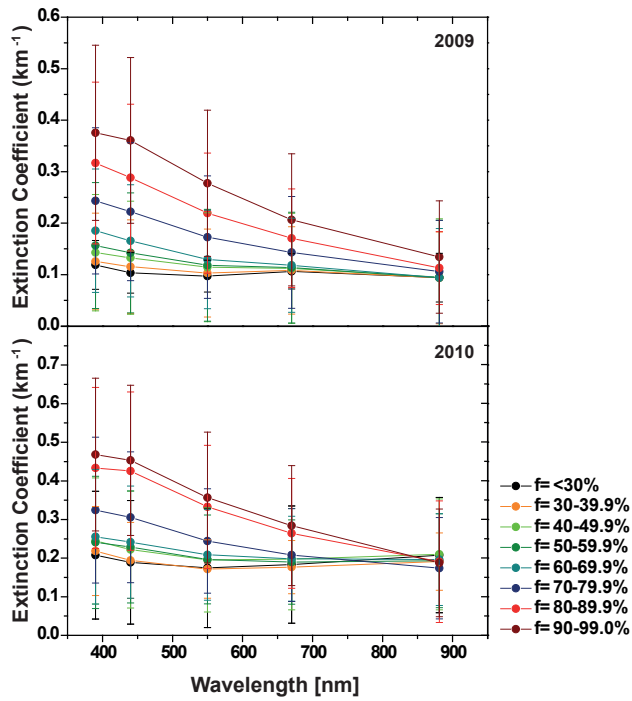 0.6
2009
0.5
0.4
0.3
0.2
0.1
0.0
Extinction Coefficient (km⁻¹)
2010
0.7
0.6
0.5
0.4
0.3
0.2
0.1
0.0
Extinction Coefficient (km⁻¹)
400 500 600 700 800 900
Wavelength [nm]
f= <30%
f= 30-39.9%
f= 40-49.9%
f= 50-59.9%
f= 60-69.9%
f= 70-79.9%
f= 80-89.9%
f= 90-99.0%